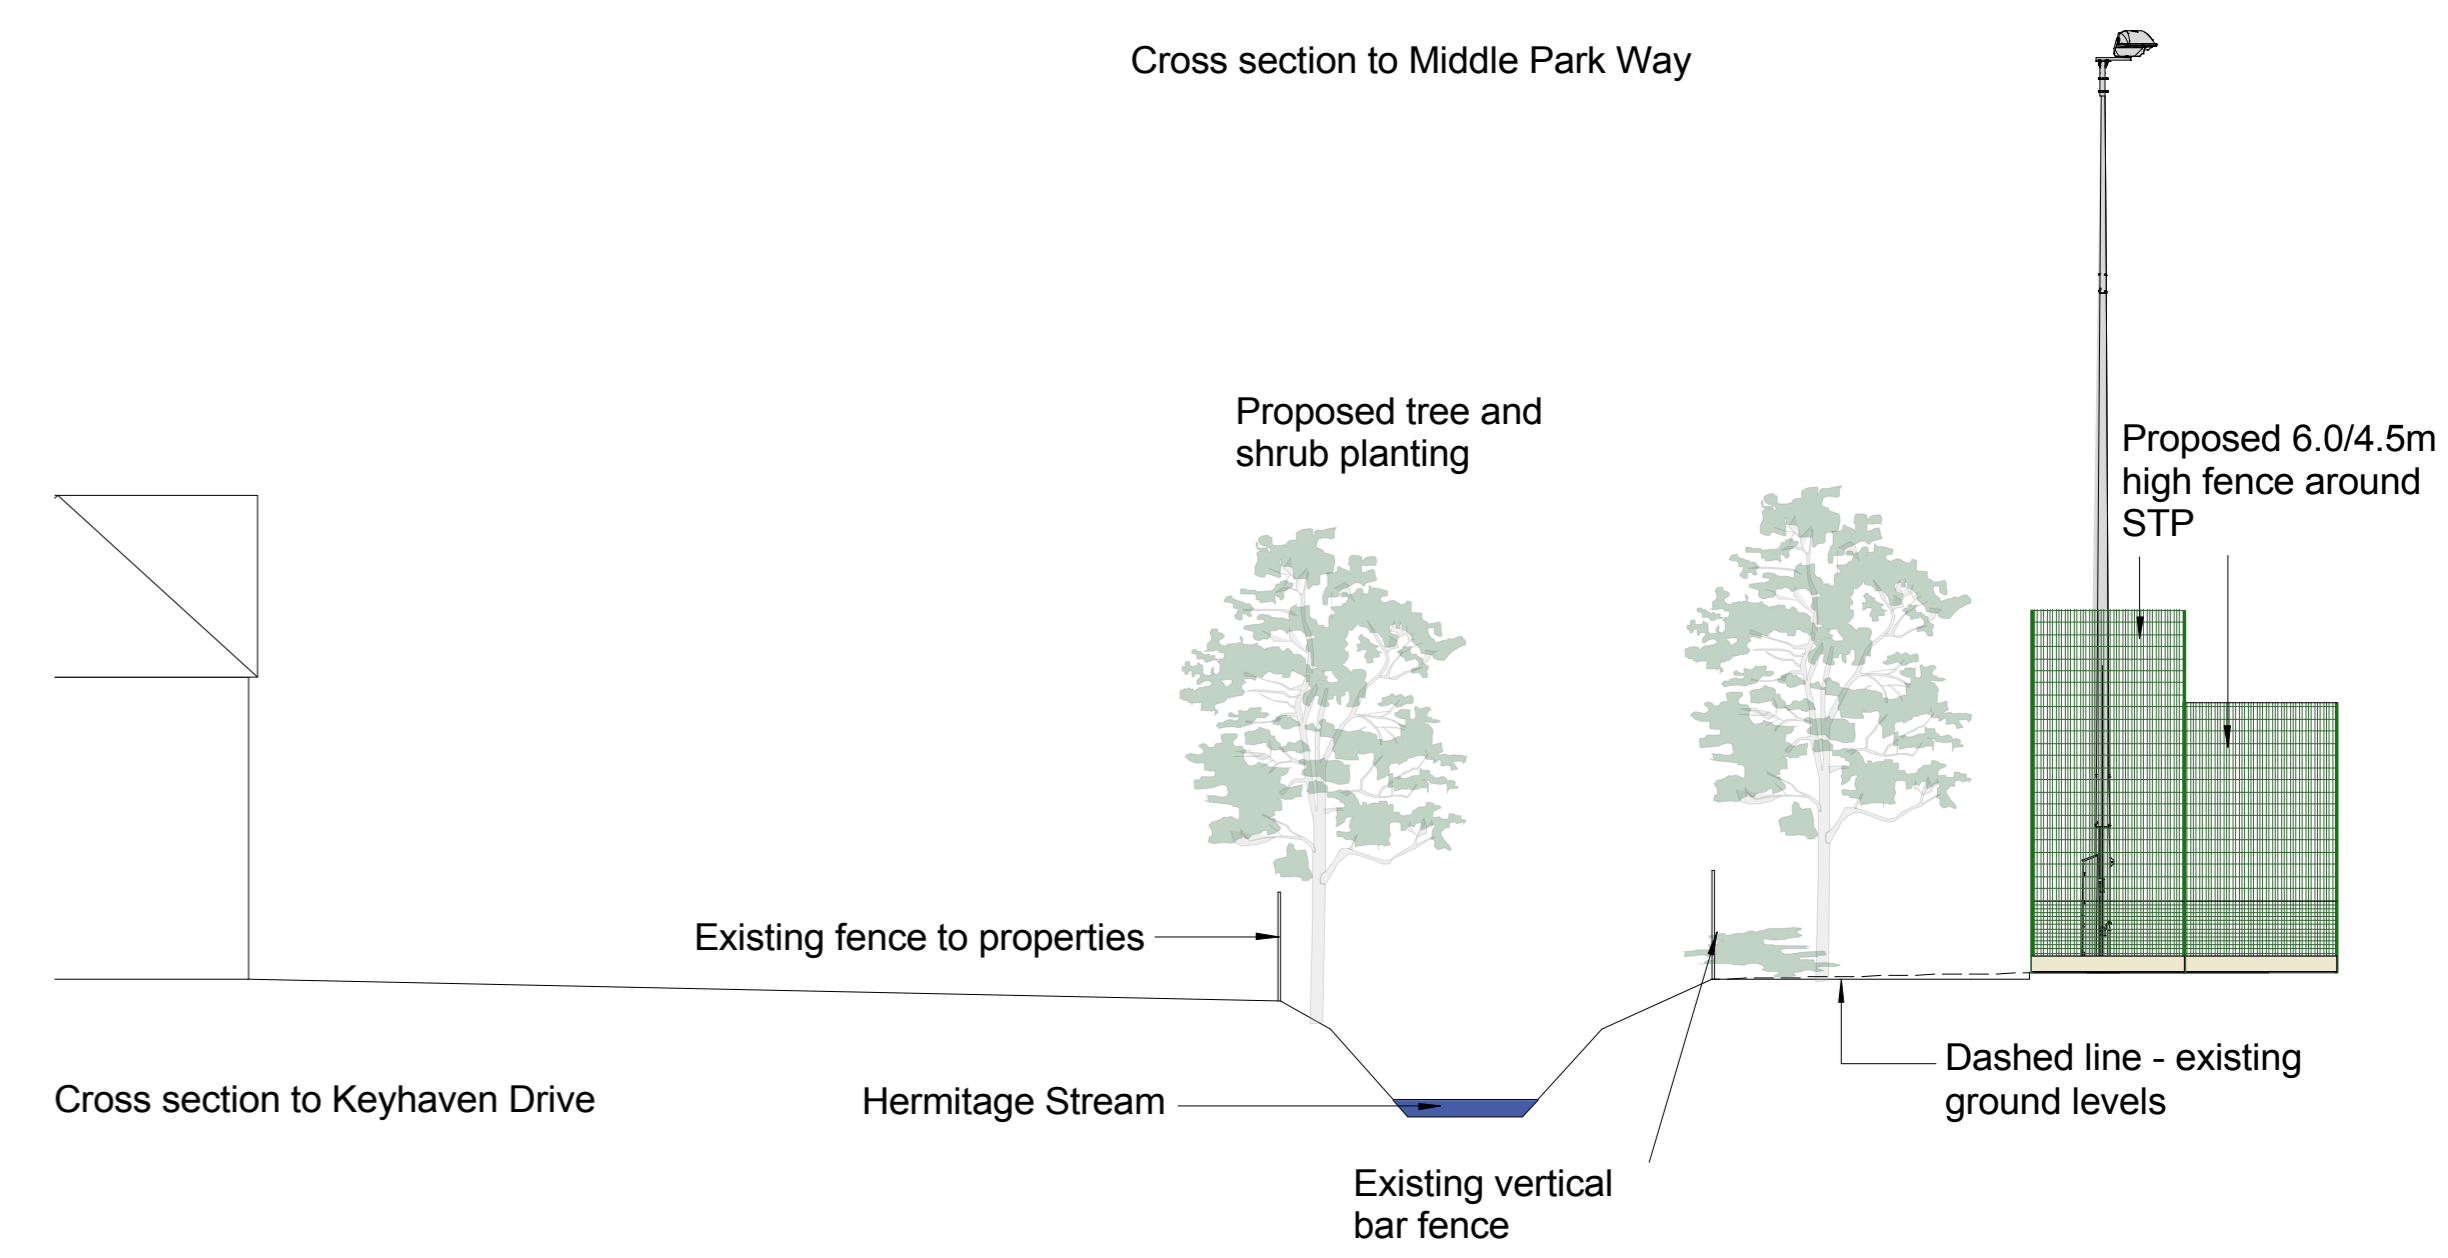 Cross section to Middle Park Way
Proposed tree and
shrub planting
Proposed 6.0/4.5m
high fence around
STP
Existing fence to properties
Cross section to Keyhaven Drive
Hermitage Stream
Dashed line - existing
ground levels
Existing vertical
bar fence